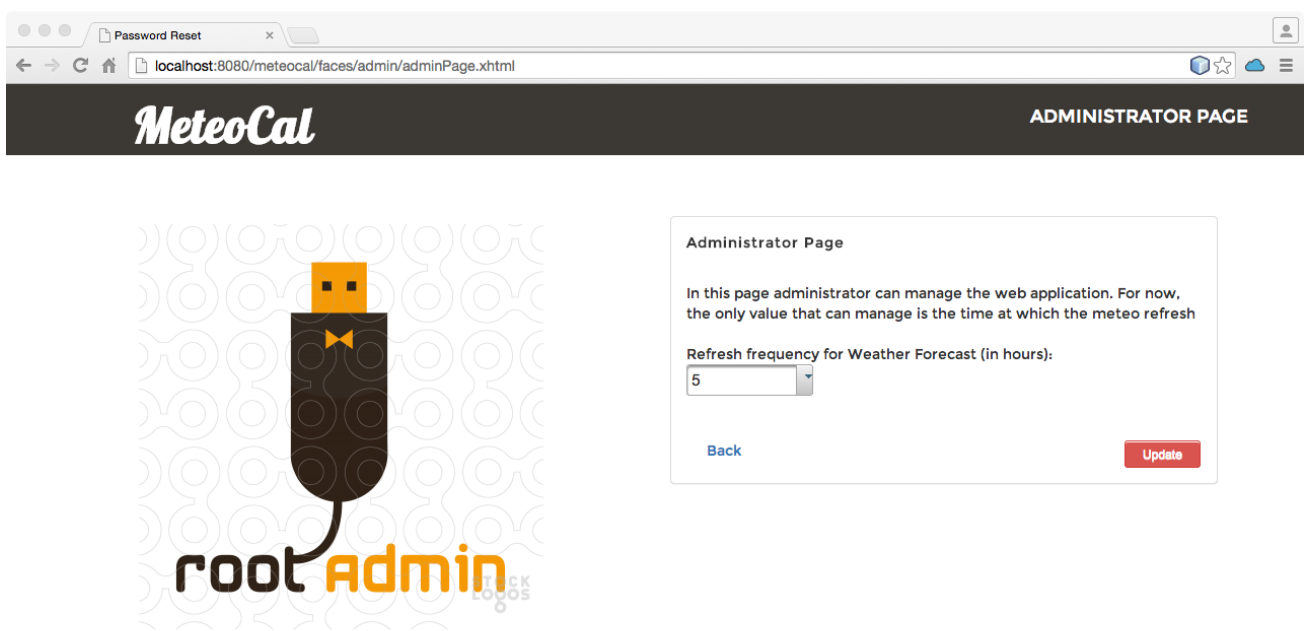 Password Reset
localhost:8080/meteocal/faces/admin/adminPage.xhtml
MeteoCal
ADMINISTRATOR PAGE
Administrator Page
In this page administrator can manage the web application. For now,
the only value that can manage is the time at which the meteo refresh
Refresh frequency for Weather Forecast (in hours):
5
Back
Update
root Admin
STOCK
LOGOS